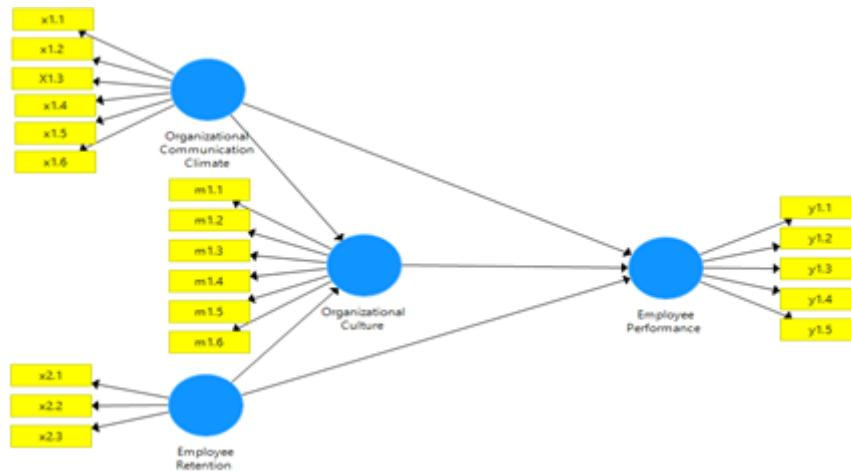 x1.1
x1.2
X1.3
x1.4
x1.5
x1.6
Organizational
Communication
Climate
m1.1
m1.2
m1.3
m1.4
m1.5
m1.6
Organizational
Culture
y1.1
y1.2
y1.3
y1.4
y1.5
Employee
Performance
x2.1
x2.2
x2.3
Employee
Retention